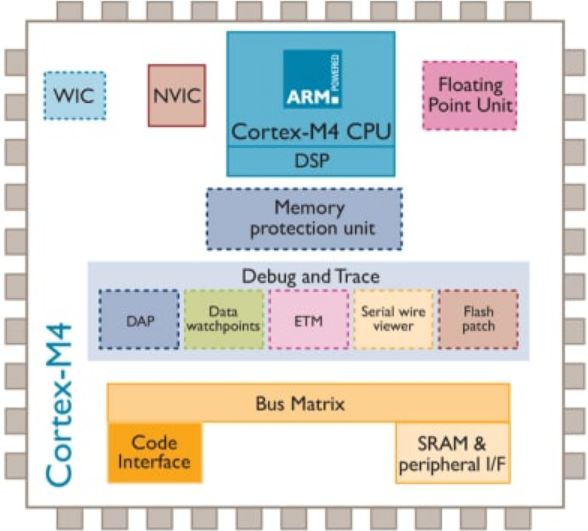 WIC
NVIC
ARM POWERED
Cortex-M4 CPU
DSP
Floating
Point Unit
Memory
protection unit
Debug and Trace
DAP
Data
watchpoints
ETM
Serial wire
viewer
Flash
patch
Cortex-M4
Bus Matrix
Code
Interface
SRAM &
peripheral I/F